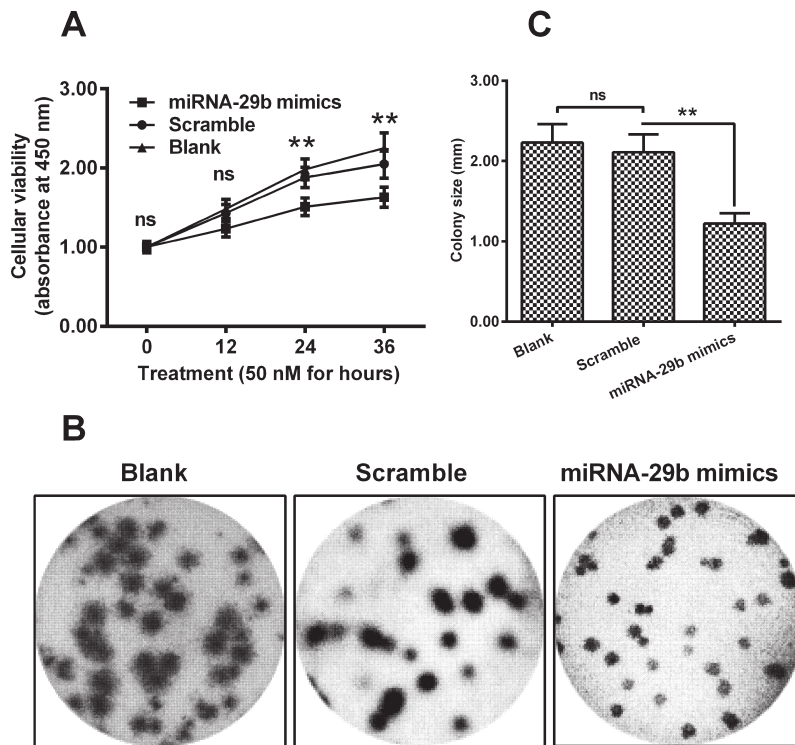 A
3.00
2.00
1.00
0.00
Cellular viability
(absorbance at 450 nm)
miRNA-29b mimics
Scramble
Blank
ns
ns
**
**
0
12
24
36
Treatment (50 nM for hours)
C
3.00
2.00
1.00
0.00
Colony size (mm)
ns
**
Blank
Scramble
miRNA-29b mimics
B
Blank
Scramble
miRNA-29b mimics